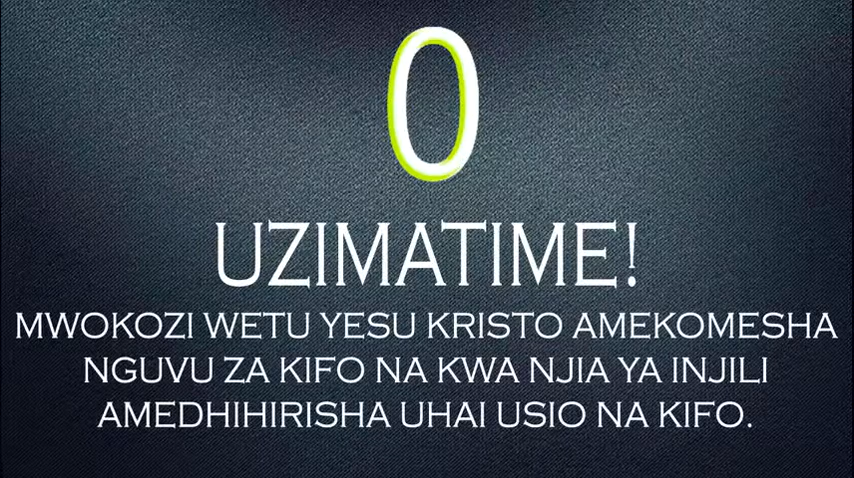 0
UZIMATIME!
MWOKOZI WETU YESU KRISTO AMEKOMESHA
NGUVU ZA KIFO NA KWA NJIA YA INJILI
AMEDHIHIRISHA UHAI USIO NA KIFO.